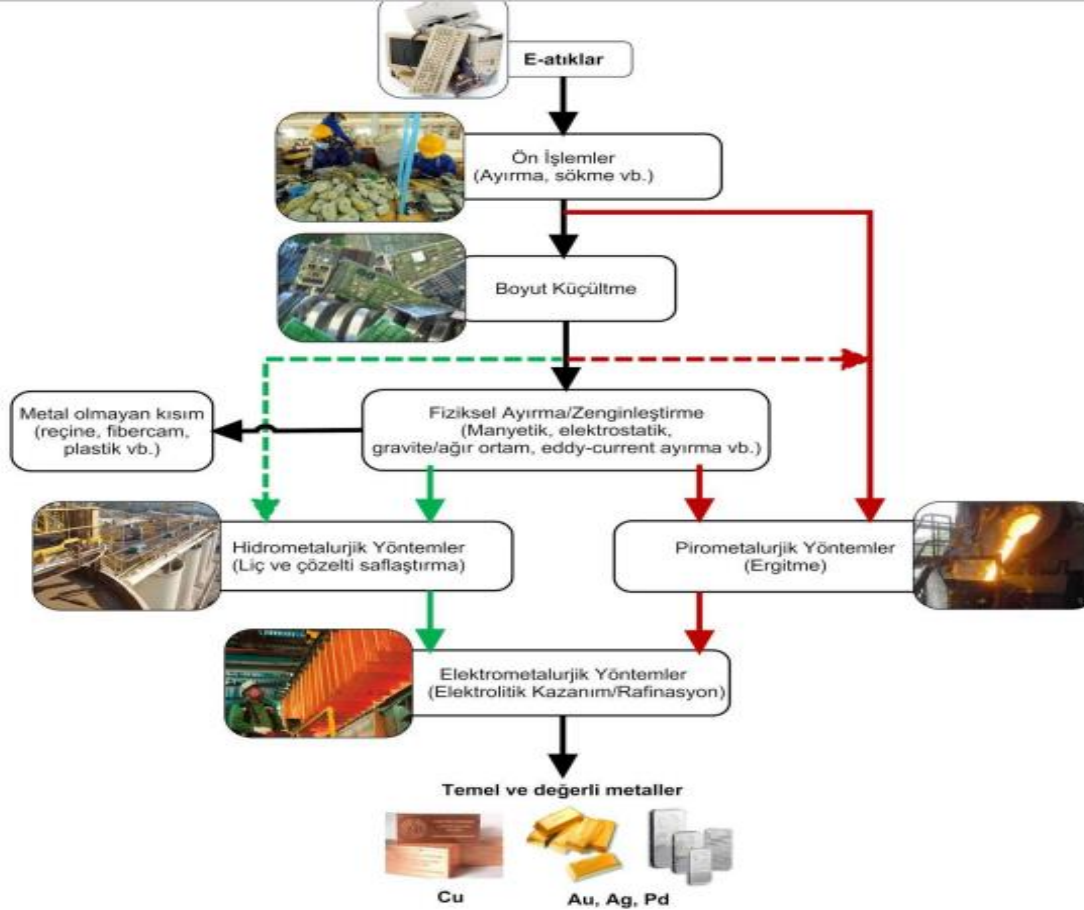 E-atıklar
Ön İşlemler
(Ayırma, sökme vb.)
Boyut Küçültme
Metal olmayan kısım
(reçine, fibercam,
plastik vb.)
Fiziksel Ayırma/Zenginleştirme
(Manyetik, elektrostatik,
gravite/ağır ortam, eddy-current ayırma vb.)
Hidrometalurjik Yöntemler
(Liç ve çözelti saflaştırma)
Pirometalurjik Yöntemler
(Ergitme)
Elektrometalurjik Yöntemler
(Elektrolitik Kazanım/Rafinasyon)
Temel ve değerli metaller
Cu
Au, Ag, Pd